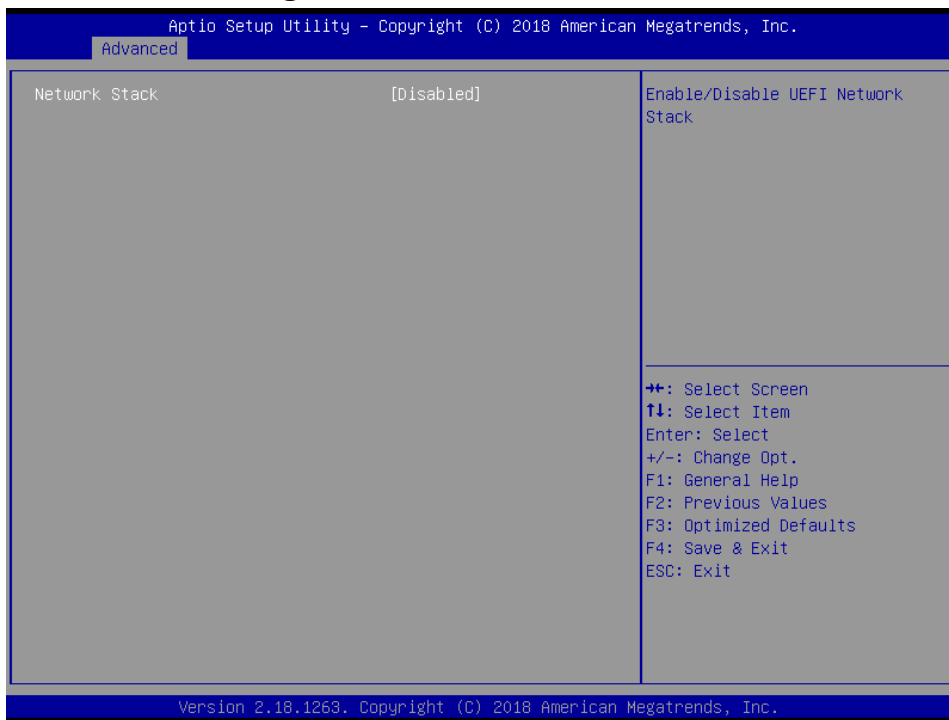 Aptio Setup Utility – Copyright (C) 2018 American Megatrends, Inc.
Advanced
Network Stack [Disabled]
Enable/Disable UEFI Network
Stack
→←: Select Screen
↑↓: Select Item
Enter: Select
+/-: Change Opt.
F1: General Help
F2: Previous Values
F3: Optimized Defaults
F4: Save & Exit
ESC: Exit
Version 2.18.1263. Copyright (C) 2018 American Megatrends, Inc.